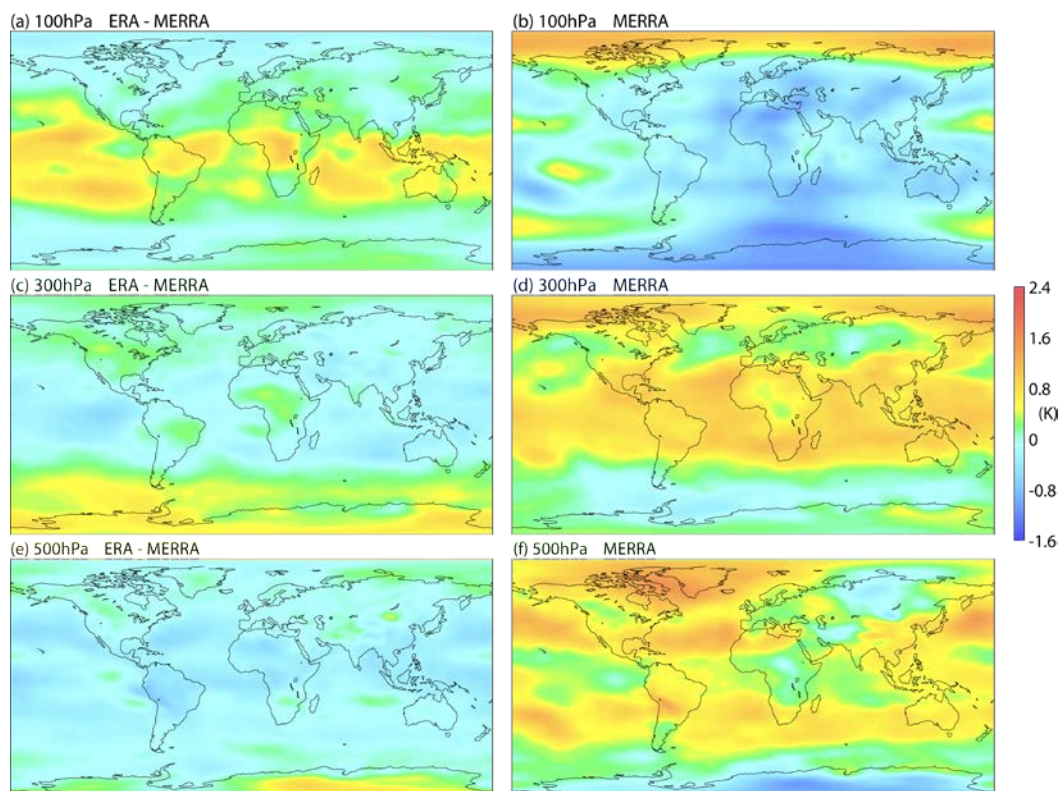 (a) 100hPa ERA - MERRA
(b) 100hPa MERRA
(c) 300hPa ERA - MERRA
(d) 300hPa MERRA
2.4
1.6
0.8
(K)
0
-0.8
-1.6
(e) 500hPa ERA - MERRA
(f) 500hPa MERRA